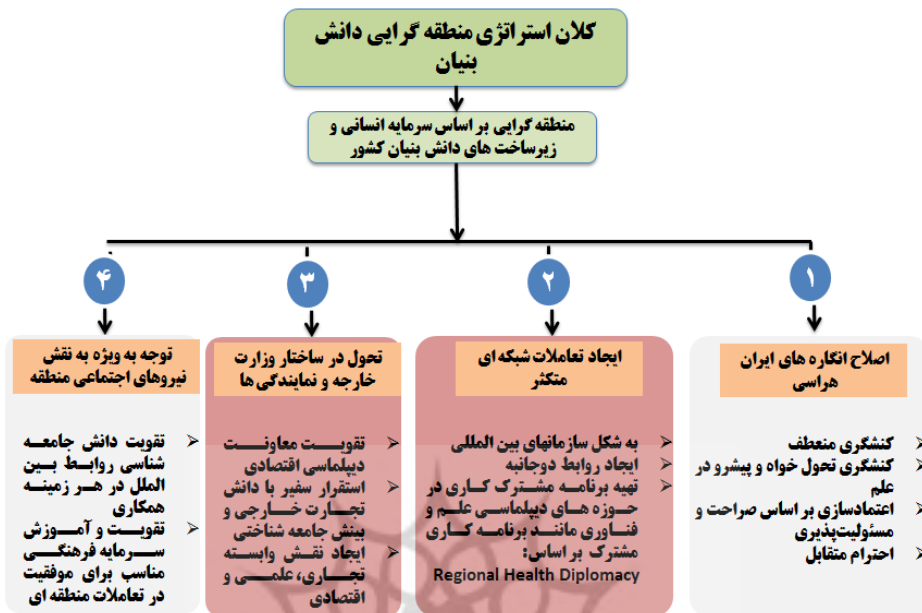 کلان استراتژی منطقه گرایی دانش
بنیان
منطقه گرایی بر اساس سرمایه انسانی و
زیرساخت های دانش بنیان کشور
۱
اصلاح انگاره های ایران
هراسی
کنشگری منعطف
کنشگری تحول خواه و پیشرو در
علم
اعتمادسازی بر اساس صراحت و
مسئولیت‌پذیری
احترام متقابل
۲
ایجاد تعاملات شبکه ای
متکثر
به شکل سازمانهای بین المللی
ایجاد روابط دوجانبه
تهیه برنامه مشترک کاری در
حوزه های دیپلماسی علم و
فناوری مانند برنامه کاری
مشترک بر اساس:
Regional Health Diplomacy
۳
تحول در ساختار وزارت
خارجه و نمایندگی ها
تقویت معاونت
دیپلماسی اقتصادی
استقرار سفیر با دانش
تجارت خارجی و
بینش جامعه شناختی
ایجاد نقش وابسته
تجاری، علمی و
اقتصادی
۴
توجه به ویژه به نقش
نیروهای اجتماعی منطقه
تقویت دانش جامعه
شناسی روابط بین
الملل در هر زمینه
همکاری
تقویت و آموزش
سرمایه فرهنگی
مناسب برای موفقیت
در تعاملات منطقه ای